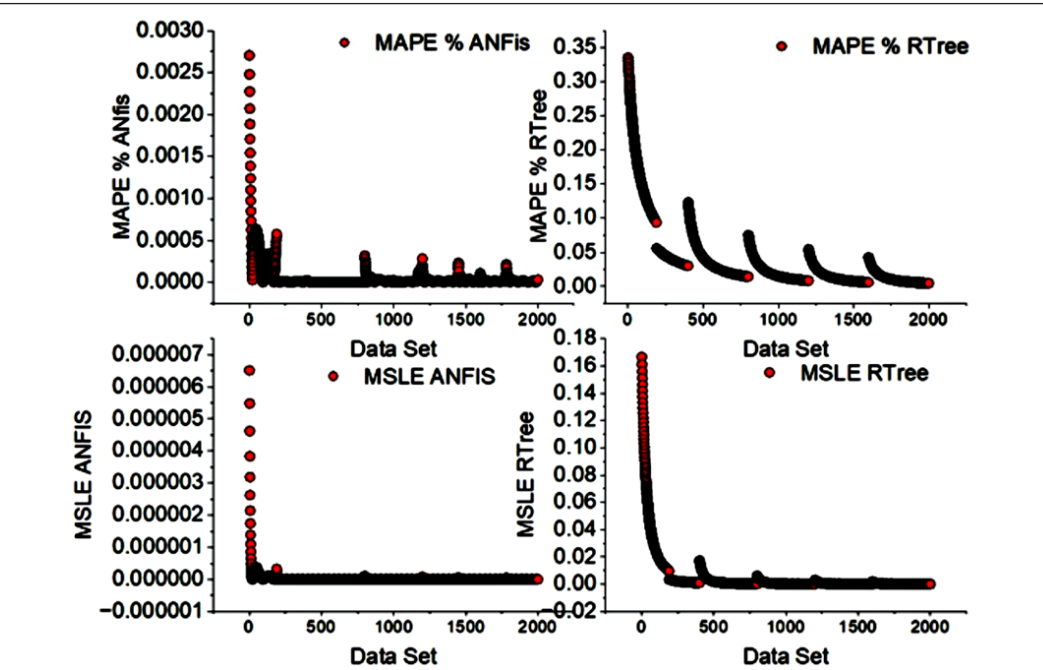 MAPE % ANfis
0.0030
0.0025
0.0020
0.0015
0.0010
0.0005
0.0000
MAPE % ANFis
0 500 1000 1500 2000
Data Set
MAPE % RTree
0.35
0.30
0.25
0.20
0.15
0.10
0.05
0.00
MAPE % RTree
0 500 1000 1500 2000
Data Set
MSLE ANFIS
0.000007
0.000006
0.000005
0.000004
0.000003
0.000002
0.000001
0.000000
−0.000001
MSLE ANFIS
0 500 1000 1500 2000
Data Set
MSLE RTree
0.18
0.16
0.14
0.12
0.10
0.08
0.06
0.04
0.02
0.00
−0.02
MSLE RTree
0 500 1000 1500 2000
Data Set